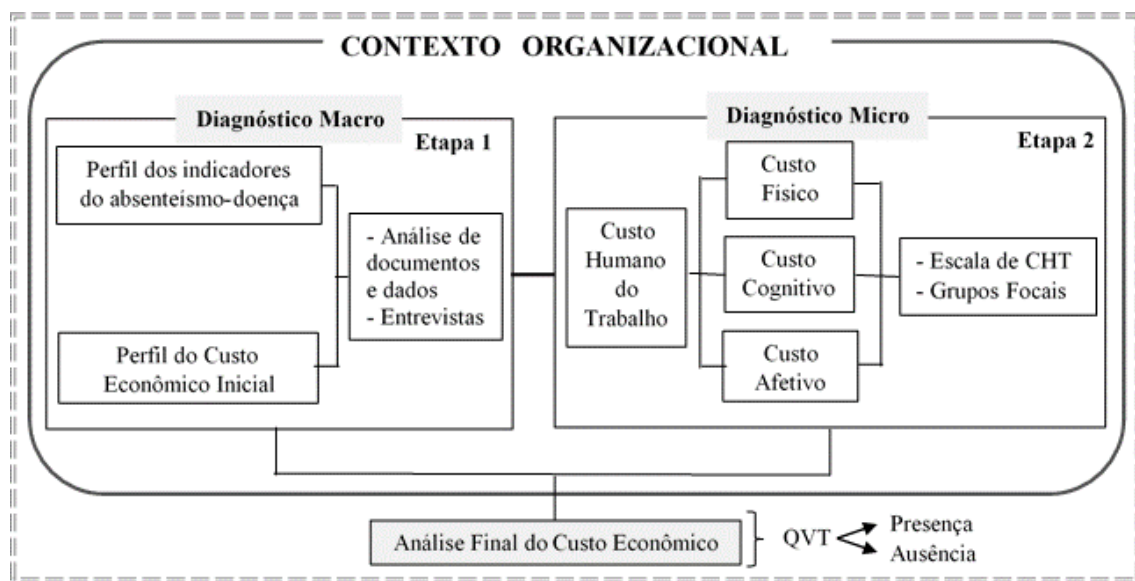 CONTEXTO ORGANIZACIONAL
Diagnóstico Macro
Etapa 1
Perfil dos indicadores
do absenteísmo-doença
Perfil do Custo
Econômico Inicial
- Análise de
documentos
e dados
- Entrevistas
Diagnóstico Micro
Etapa 2
Custo
Humano
do
Trabalho
Custo
Físico
Custo
Cognitivo
Custo
Afetivo
- Escala de CHT
- Grupos Focais
Análise Final do Custo Econômico
QVT
Presença
Ausência